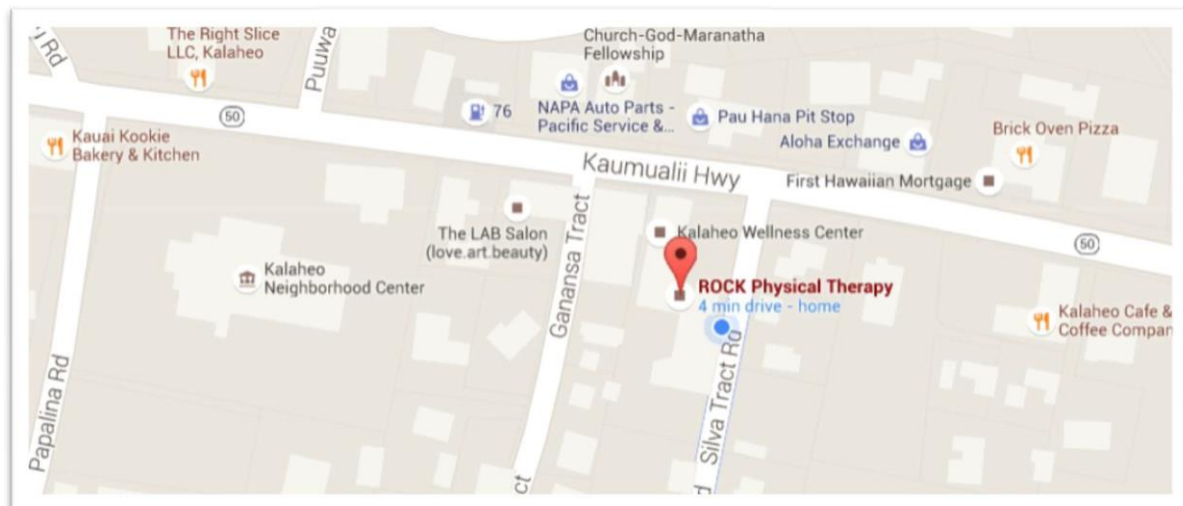 y Rd
The Right Slice
LLC, Kalaheo
Puuwa
Church-God-Maranatha
Fellowship
50
76
NAPA Auto Parts -
Pacific Service &...
Pau Hana Pit Stop
Aloha Exchange
Brick Oven Pizza
Kauai Kookie
Bakery & Kitchen
Kaumualii Hwy
First Hawaiian Mortgage
The LAB Salon
(love.art.beauty)
Ganansa Tract
Kalaheo Wellness Center
50
Kalaheo
Neighborhood Center
ROCK Physical Therapy
4 min drive - home
Kalaheo Cafe &
Coffee Compan
Papalina Rd
Silva Tract Rd
ct
d